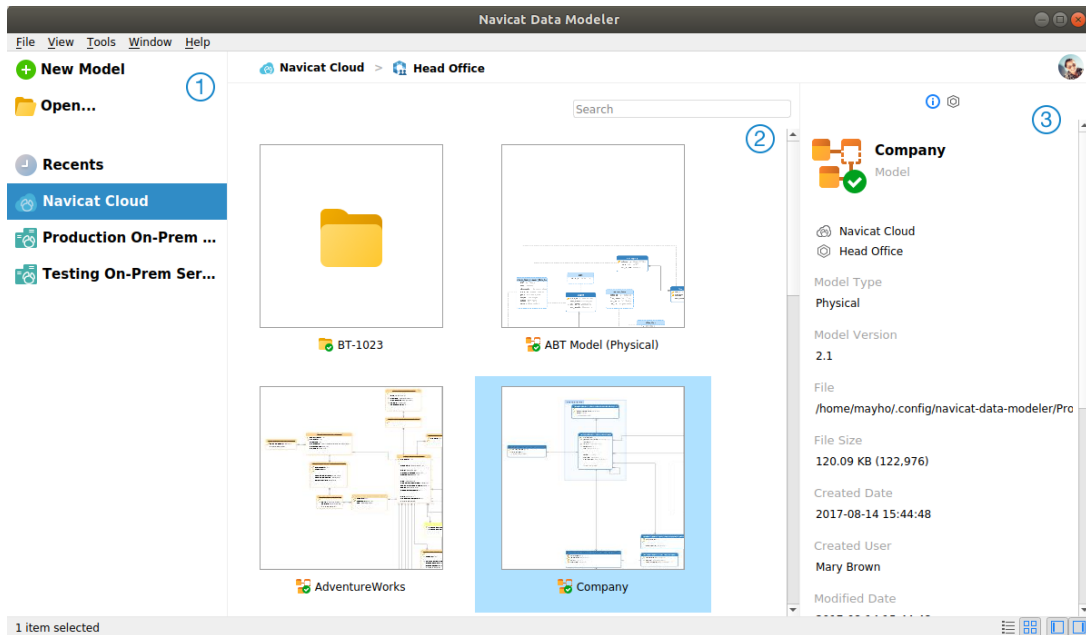 Navicat Data Modeler
File View Tools Window Help
New Model
1
Open...
Recents
Navicat Cloud
Production On-Prem ...
Testing On-Prem Ser...
Navicat Cloud > Head Office
Search
2
BT-1023
ABT Model (Physical)
AdventureWorks
Company
3
Company
Model
Navicat Cloud
Head Office
Model Type
Physical
Model Version
2.1
File
/home/mayho/.config/navicat-data-modeler/Pro
File Size
120.09 KB (122,976)
Created Date
2017-08-14 15:44:48
Created User
Mary Brown
Modified Date
1 item selected